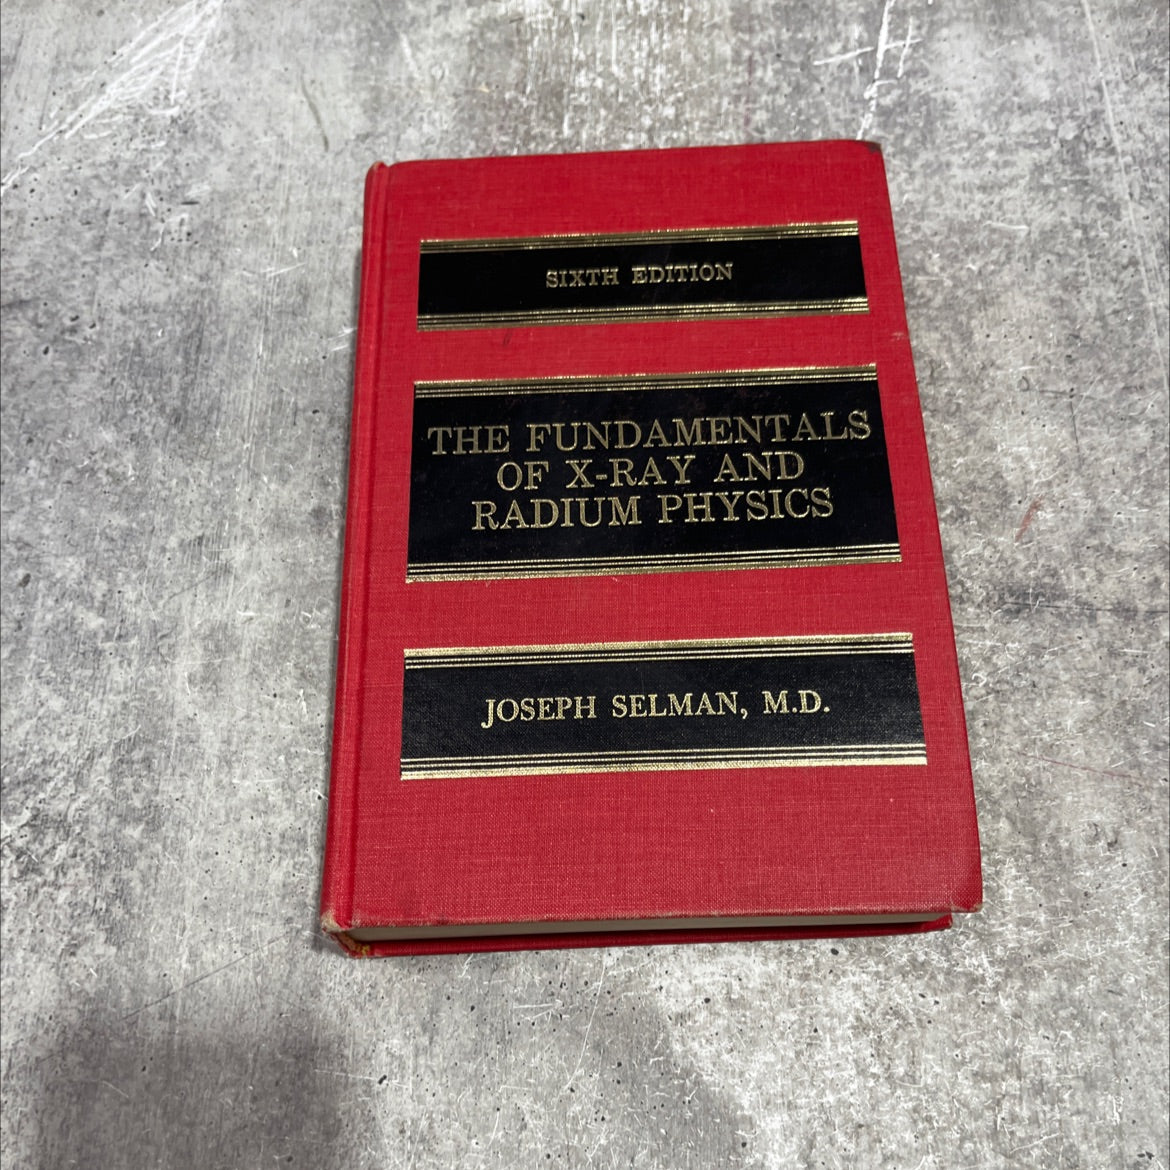 SIXTH EDITION
THE FUNDAMENTALS
OF X-RAY AND
RADIUM PHYSICS
JOSEPH SELMAN, M.D.